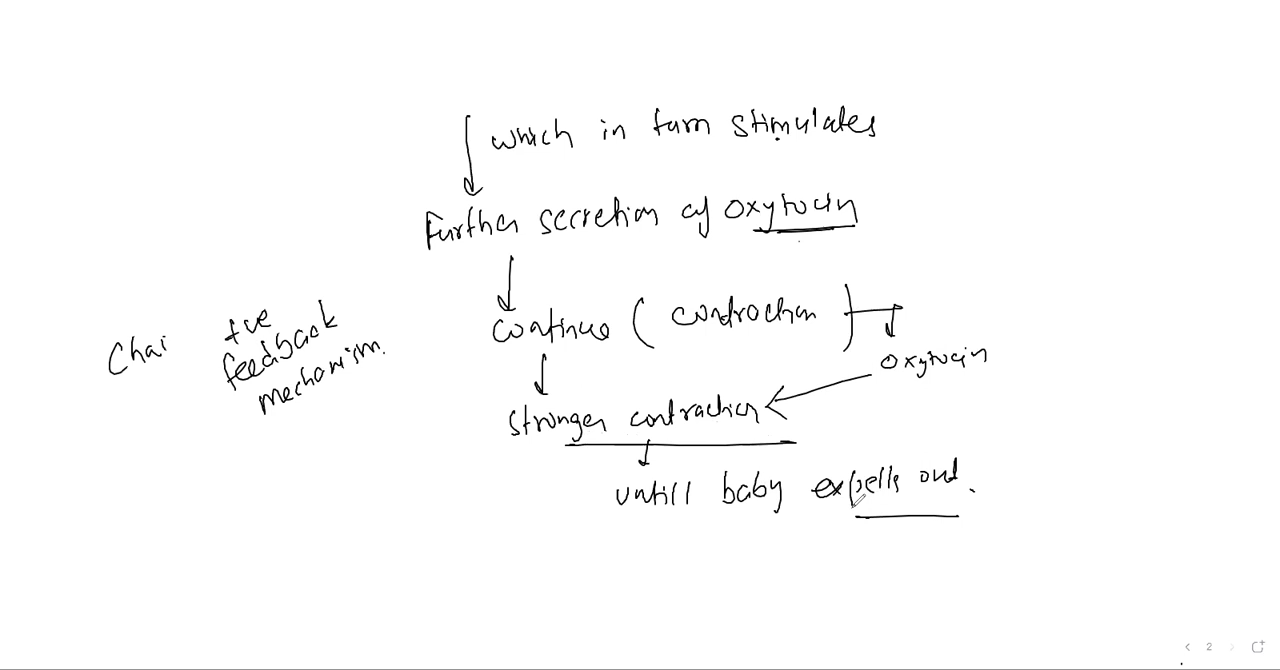 which in turn stimulates
Further secretion of oxytocin
continue (contraction)
oxytocin
stronger contraction
untill baby expells out.
Chai
+ve
feedback
mechanism.
2